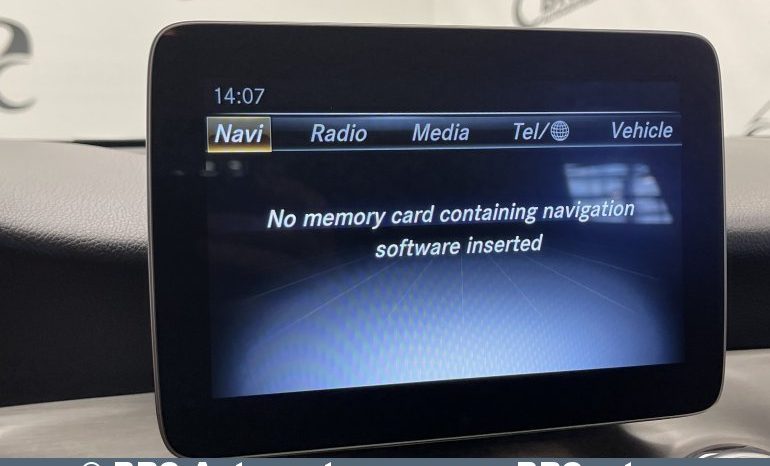 14:07
Navi Radio Media Tel/ Vehicle
No memory card containing navigation
software inserted